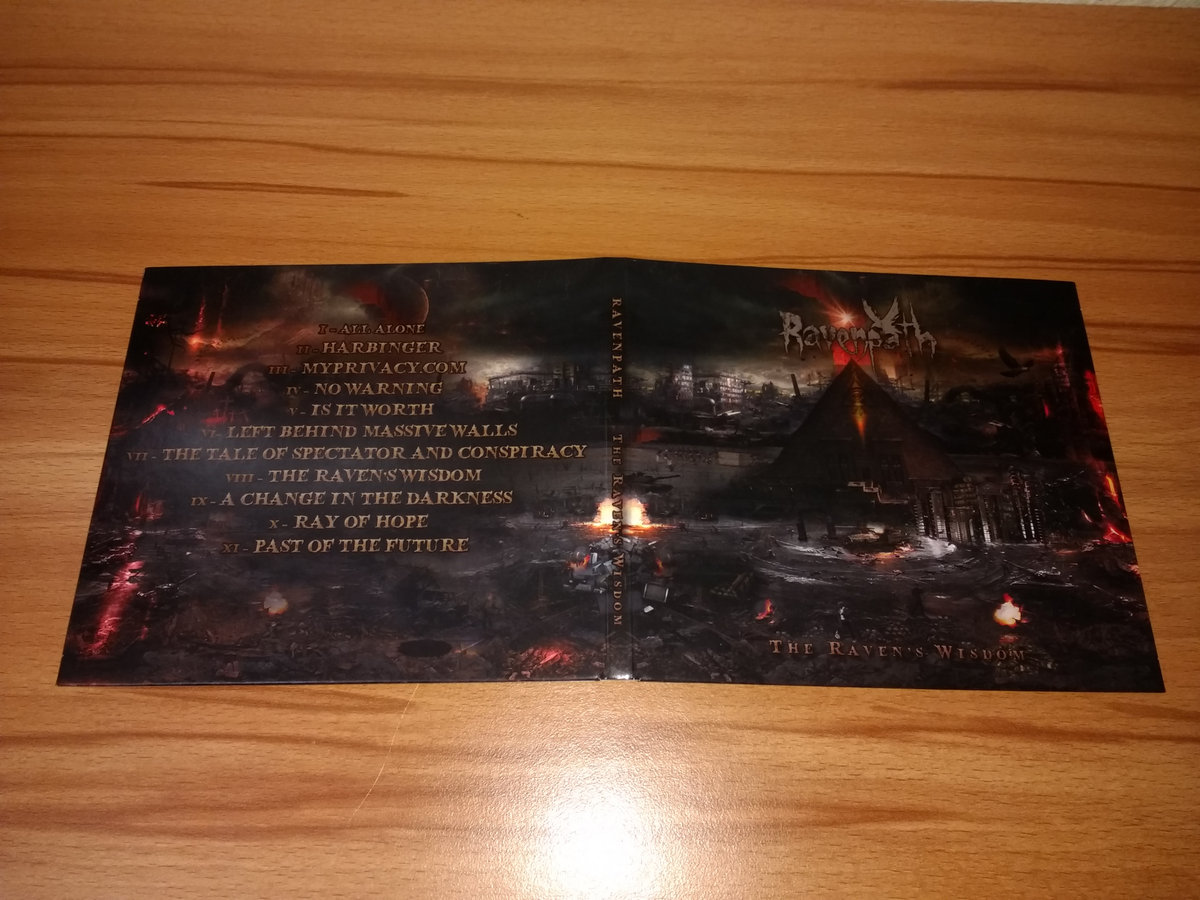 I - ALL ALONE
II - HARBINGER
III - MYPRIVACY.COM
IV - NO WARNING
V - IS IT WORTH
VI - LEFT BEHIND MASSIVE WALLS
VII - THE TALE OF SPECTATOR AND CONSPIRACY
VIII - THE RAVEN'S WISDOM
IX - A CHANGE IN THE DARKNESS
X - RAY OF HOPE
XI - PAST OF THE FUTURE
RAVENPATH THE RAVEN'S WISDOM
Ravenpath
THE RAVEN'S WISDOM